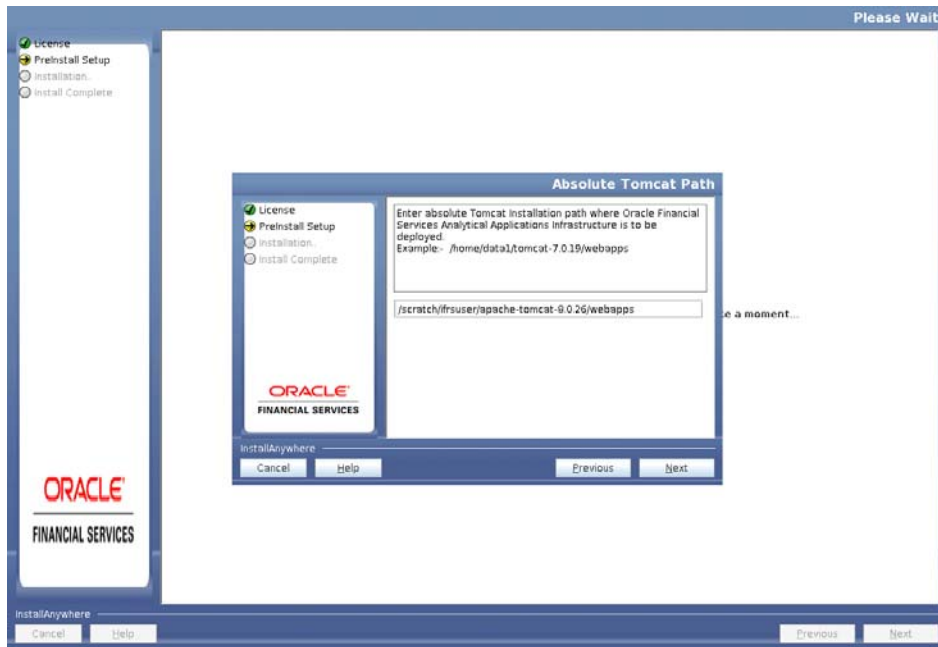 Please Wait
License
PreInstall Setup
Installation..
Install Complete
Absolute Tomcat Path
License
PreInstall Setup
Installation..
Install Complete
Enter absolute Tomcat Installation path where Oracle Financial
Services Analytical Applications Infrastructure is to be
deployed.
Example:- /home/data1/tomcat-7.0.19/webapps
/scratch/ifrsuser/apache-tomcat-8.0.26/webapps
a moment...
ORACLE
FINANCIAL SERVICES
InstallAnywhere
Cancel
Help
Previous
Next
ORACLE
FINANCIAL SERVICES
InstallAnywhere
Cancel
Help
Previous
Next